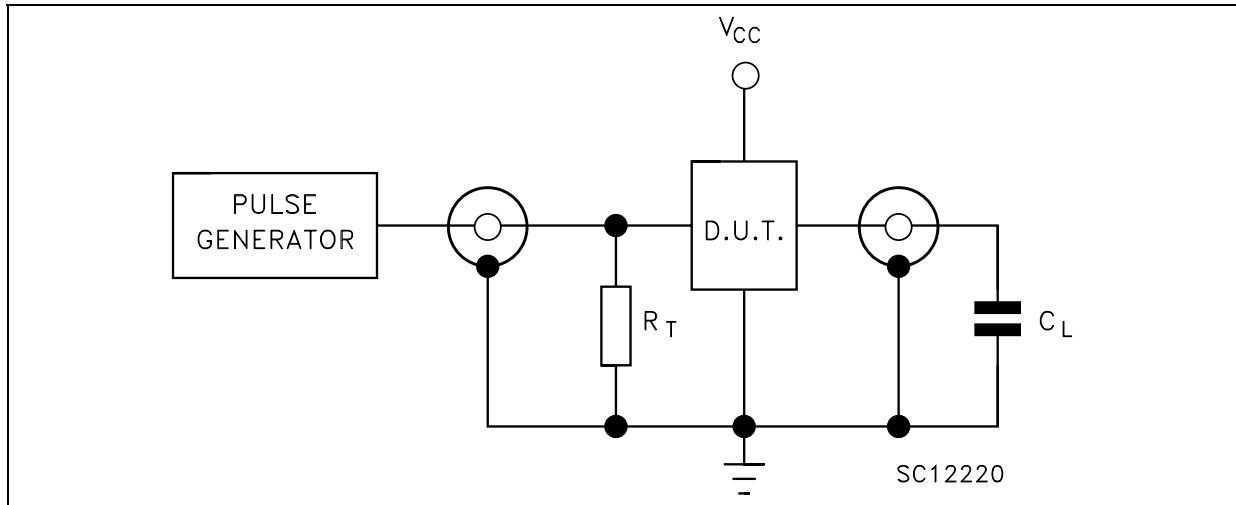 VCC
PULSE
GENERATOR
D.U.T.
RT
CL
SC12220